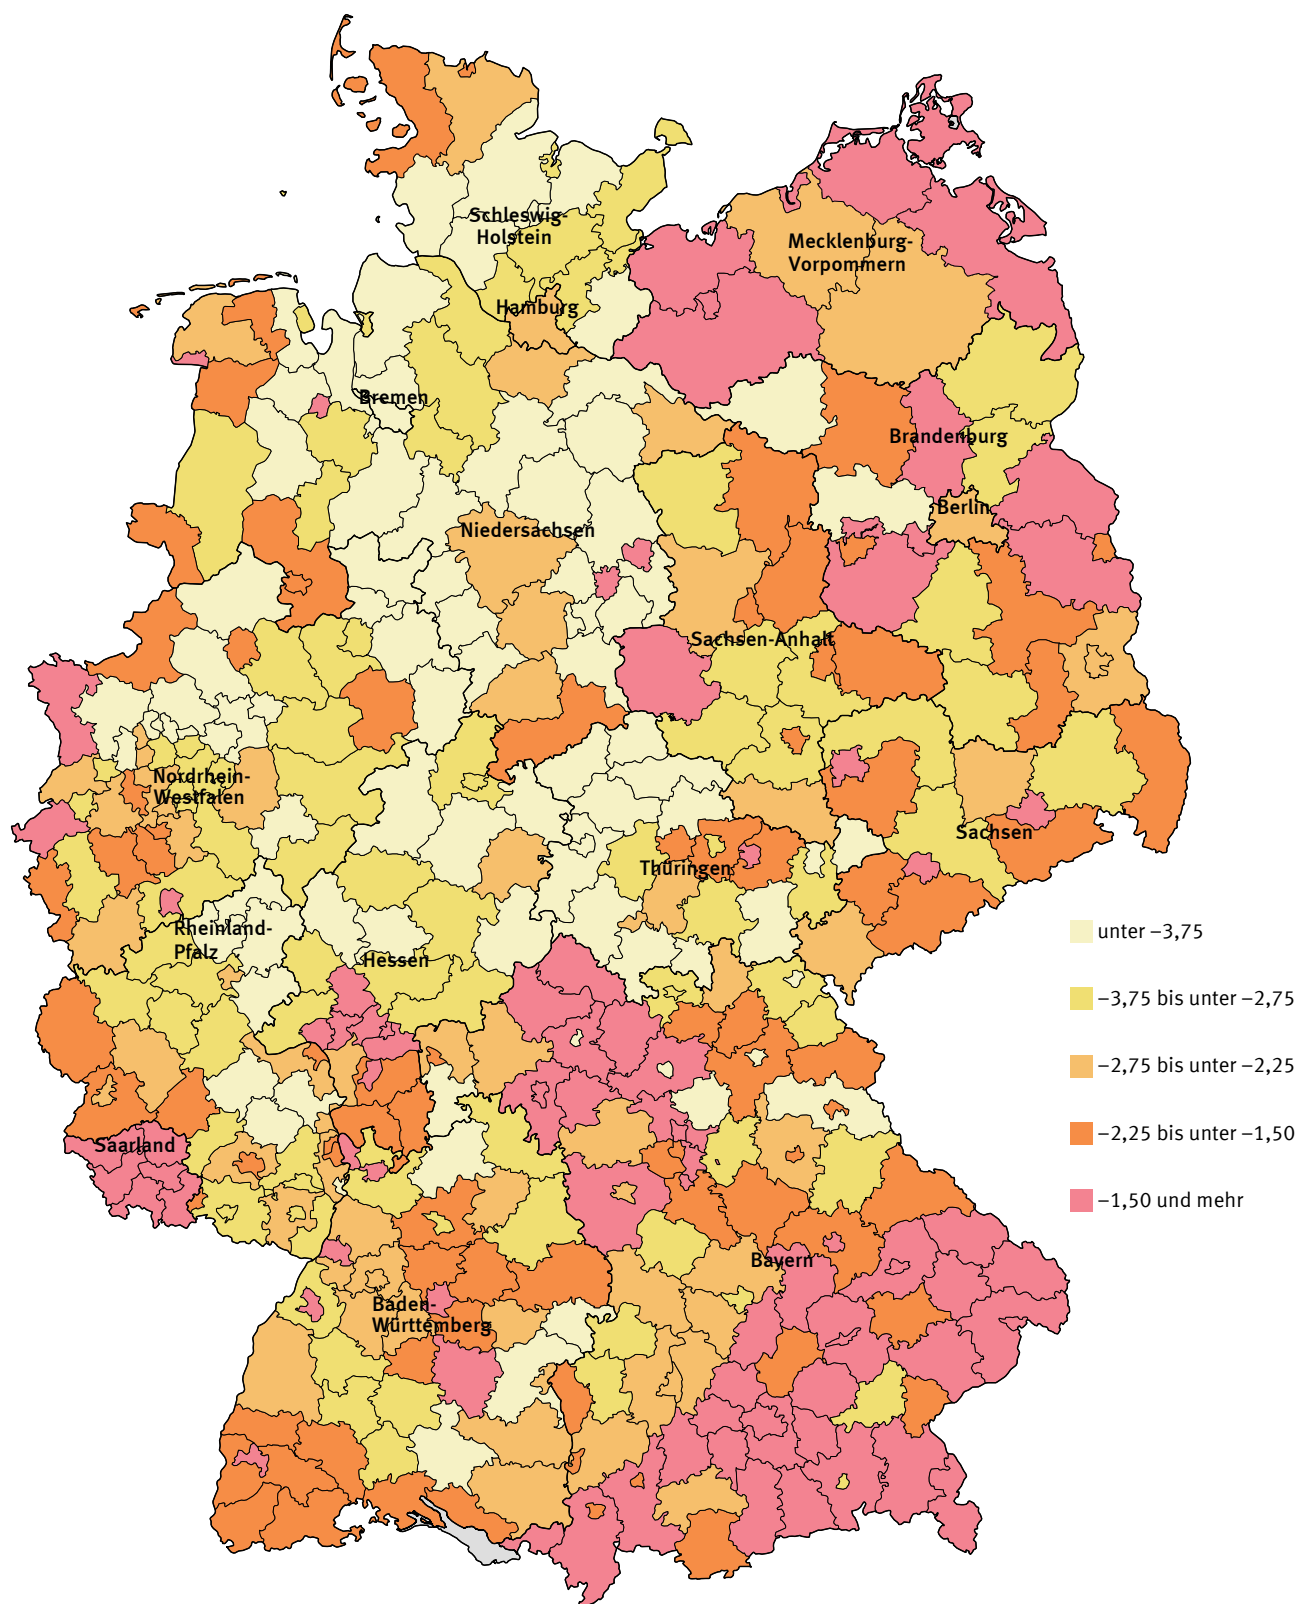 Schleswig-
Holstein
Mecklenburg-
Vorpommern
Hamburg
Bremen
Brandenburg
Berlin
Niedersachsen
Sachsen-Anhalt
Nordrhein-
Westfalen
Sachsen
Thüringen
Rheinland-
Pfalz
Hessen
Saarland
Bayern
Baden-
Württemberg
unter –3,75
–3,75 bis unter –2,75
–2,75 bis unter –2,25
–2,25 bis unter –1,50
–1,50 und mehr